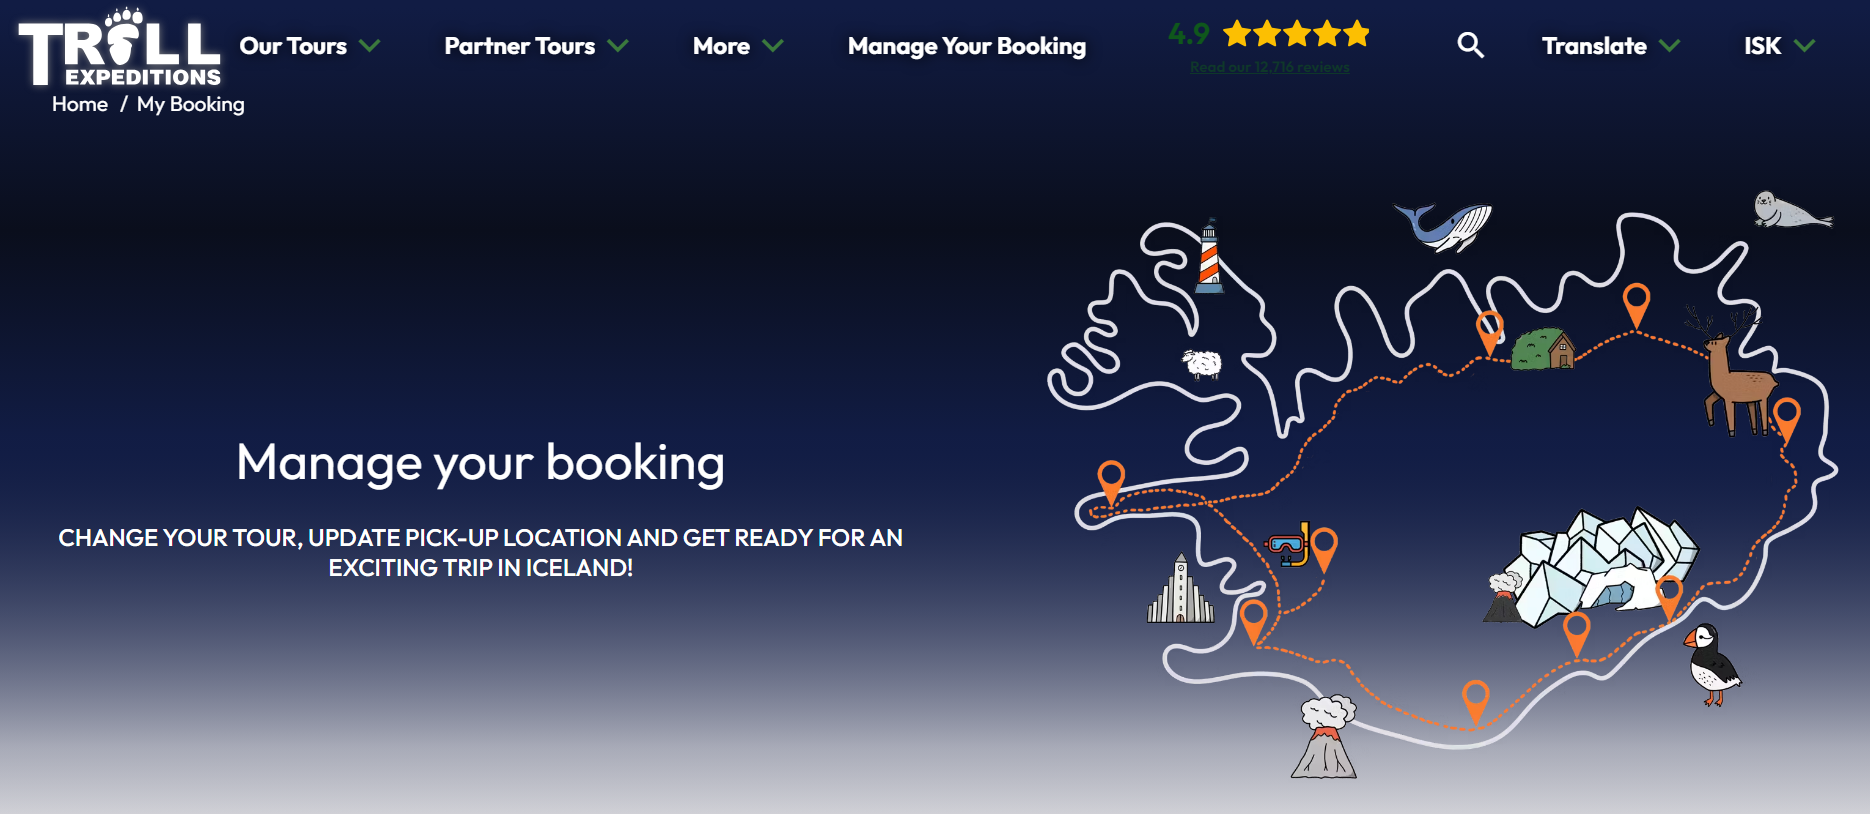 TROLL
EXPEDITIONS
Our Tours
Partner Tours
More
Manage Your Booking
4.9
Read our 12,716 reviews
Translate
ISK
Home / My Booking
Manage your booking
CHANGE YOUR TOUR, UPDATE PICK-UP LOCATION AND GET READY FOR AN
EXCITING TRIP IN ICELAND!